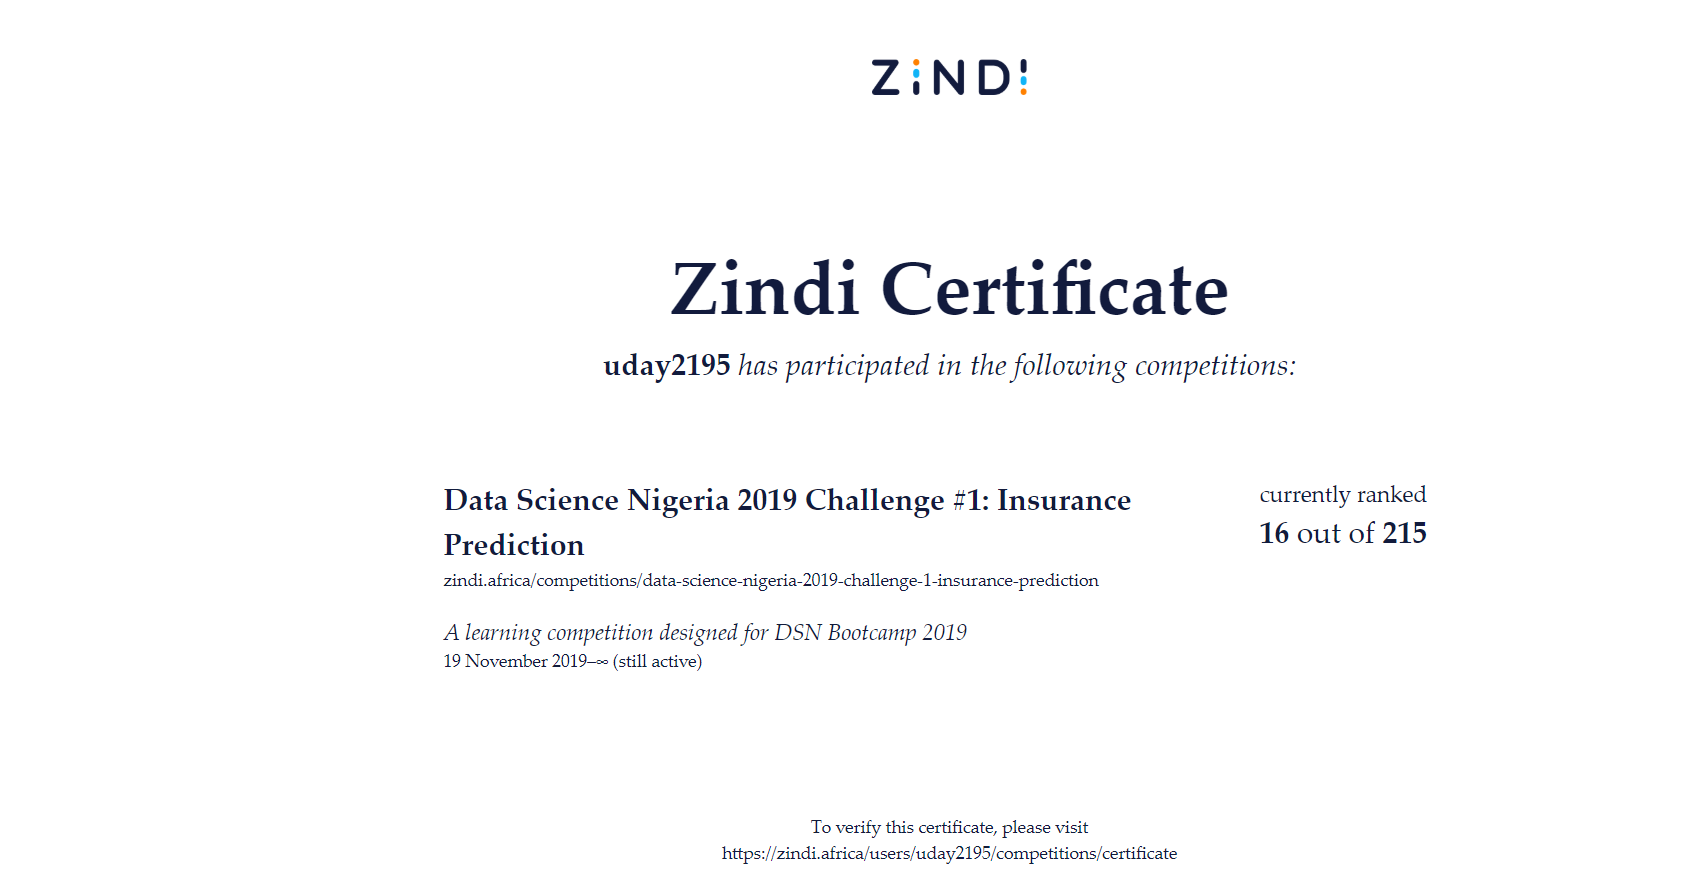 ZINDI
Zindi Certificate
uday2195 has participated in the following competitions:
Data Science Nigeria 2019 Challenge #1: Insurance
Prediction
zindi.africa/competitions/data-science-nigeria-2019-challenge-1-insurance-prediction
A learning competition designed for DSN Bootcamp 2019
19 November 2019–∞ (still active)
currently ranked
16 out of 215
To verify this certificate, please visit
https://zindi.africa/users/uday2195/competitions/certificate